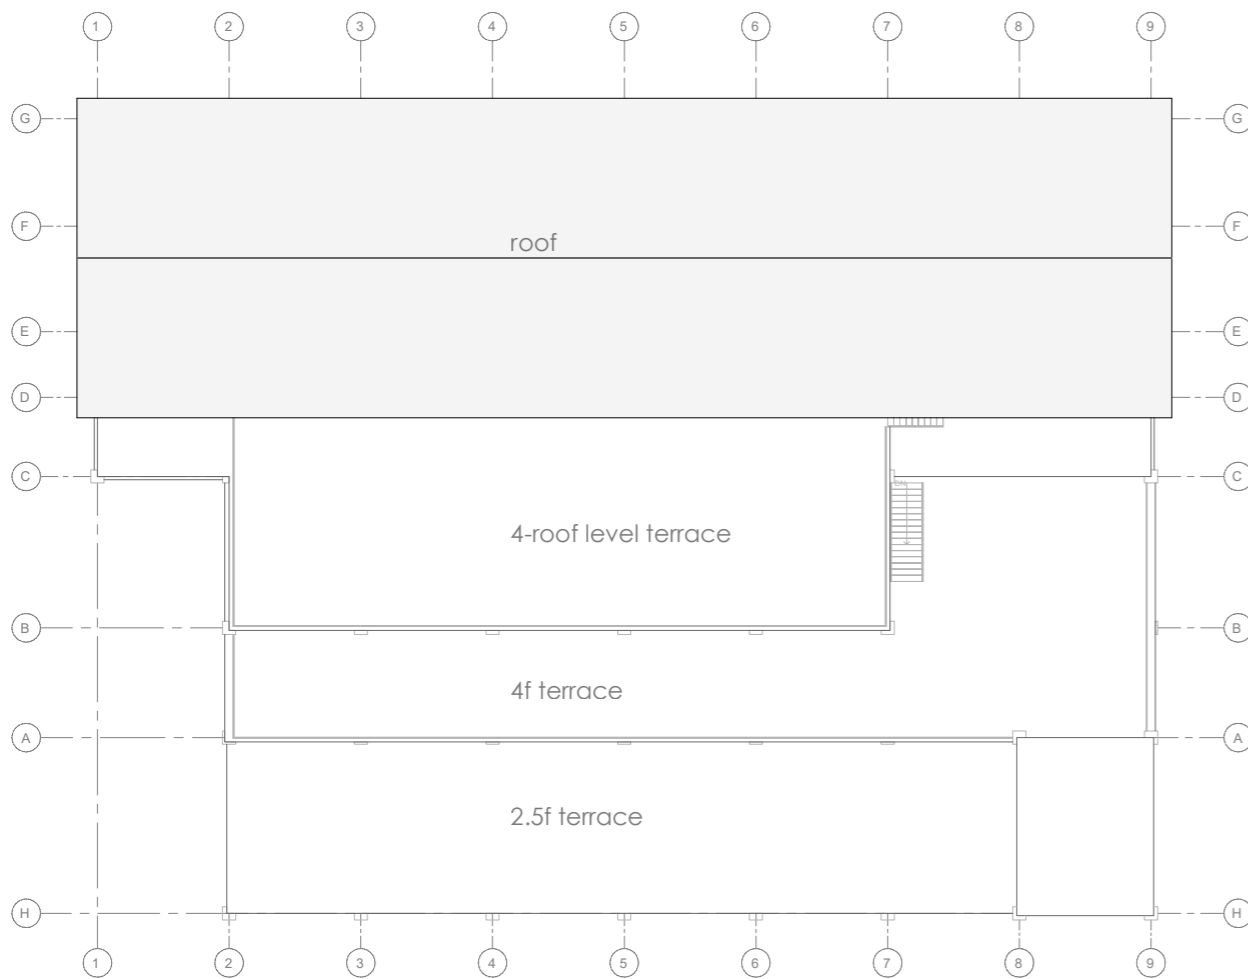 1 2 3 4 5 6 7 8 9
G G
F F
roof
E E
D D
C C
DN
4-roof level terrace
B B
4f terrace
A A
2.5f terrace
H H
1 2 3 4 5 6 7 8 9